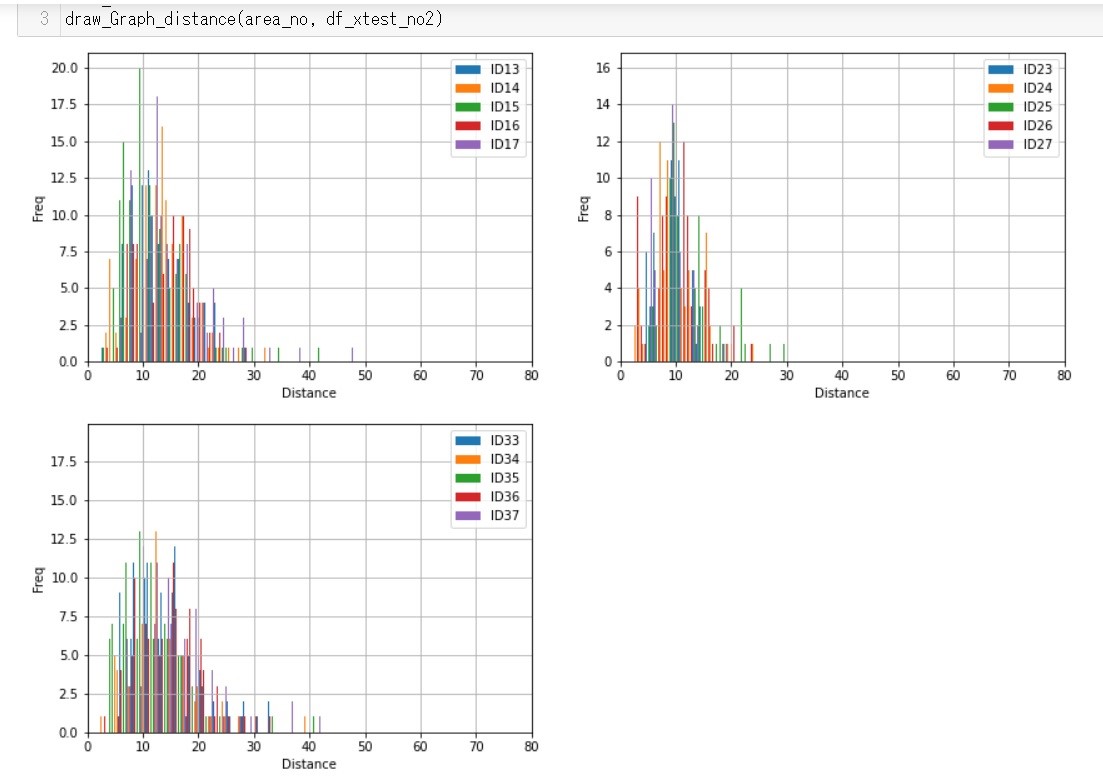 3 draw_Graph_distance(area_no, df_xtest_no2)
20.0
17.5
15.0
12.5
10.0
7.5
5.0
2.5
0.0
Freq
0 10 20 30 40 50 60 70 80
Distance
ID13
ID14
ID15
ID16
ID17
16
14
12
10
8
6
4
2
0
Freq
0 10 20 30 40 50 60 70 80
Distance
ID23
ID24
ID25
ID26
ID27
17.5
15.0
12.5
10.0
7.5
5.0
2.5
0.0
Freq
0 10 20 30 40 50 60 70 80
Distance
ID33
ID34
ID35
ID36
ID37